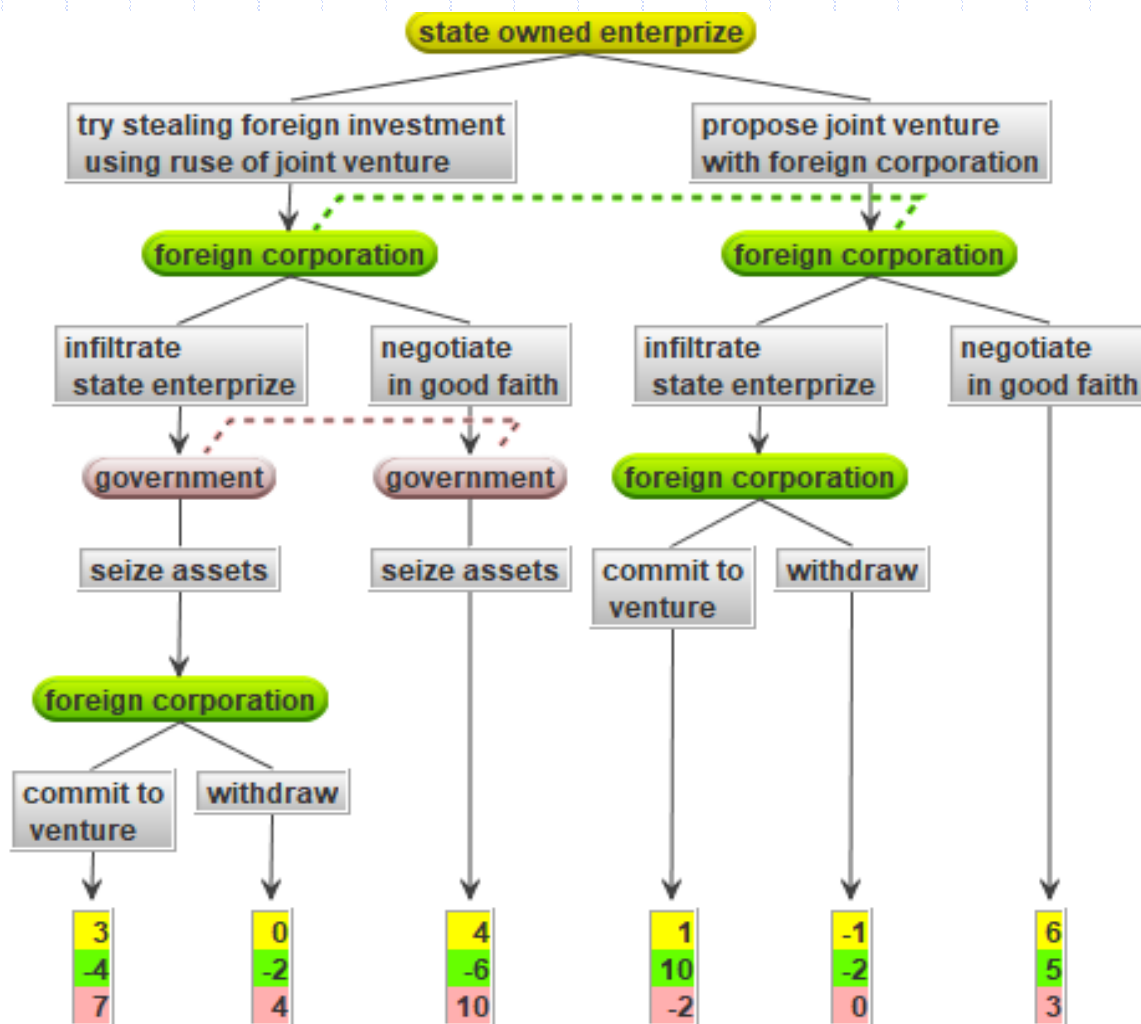 state owned enterprize
try stealing foreign investment
using ruse of joint venture
propose joint venture
with foreign corporation
foreign corporation
foreign corporation
infiltrate
state enterprize
negotiate
in good faith
infiltrate
state enterprize
negotiate
in good faith
government
government
foreign corporation
seize assets
seize assets
commit to
venture
withdraw
foreign corporation
commit to
venture
withdraw
3 0 4 1 -1 6
-4 -2 -6 10 -2 5
7 4 10 -2 0 3